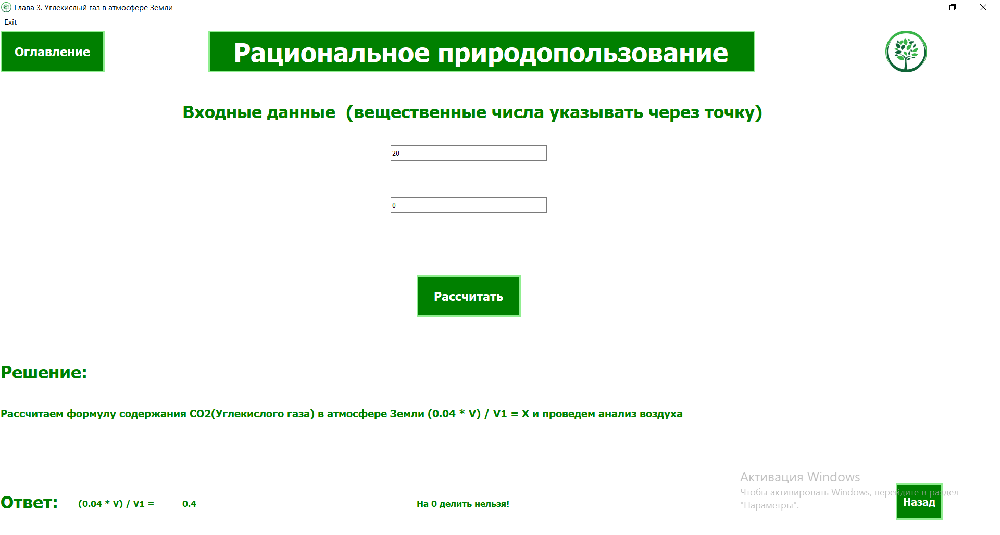 Глава 3. Углекислый газ в атмосфере Земли
Exit
Оглавление
Рациональное природопользование
Входные данные  (вещественные числа указывать через точку)
20
0
Рассчитать
Решение:
Рассчитаем формулу содержания CO2(Углекислого газа) в атмосфере Земли (0.04 * V) / V1 = X и проведем анализ воздуха
Ответ:
(0.04 * V) / V1 =
0.4
На 0 делить нельзя!
Активация Windows
Чтобы активировать Windows, перейдите в раздел
"Параметры".
Назад